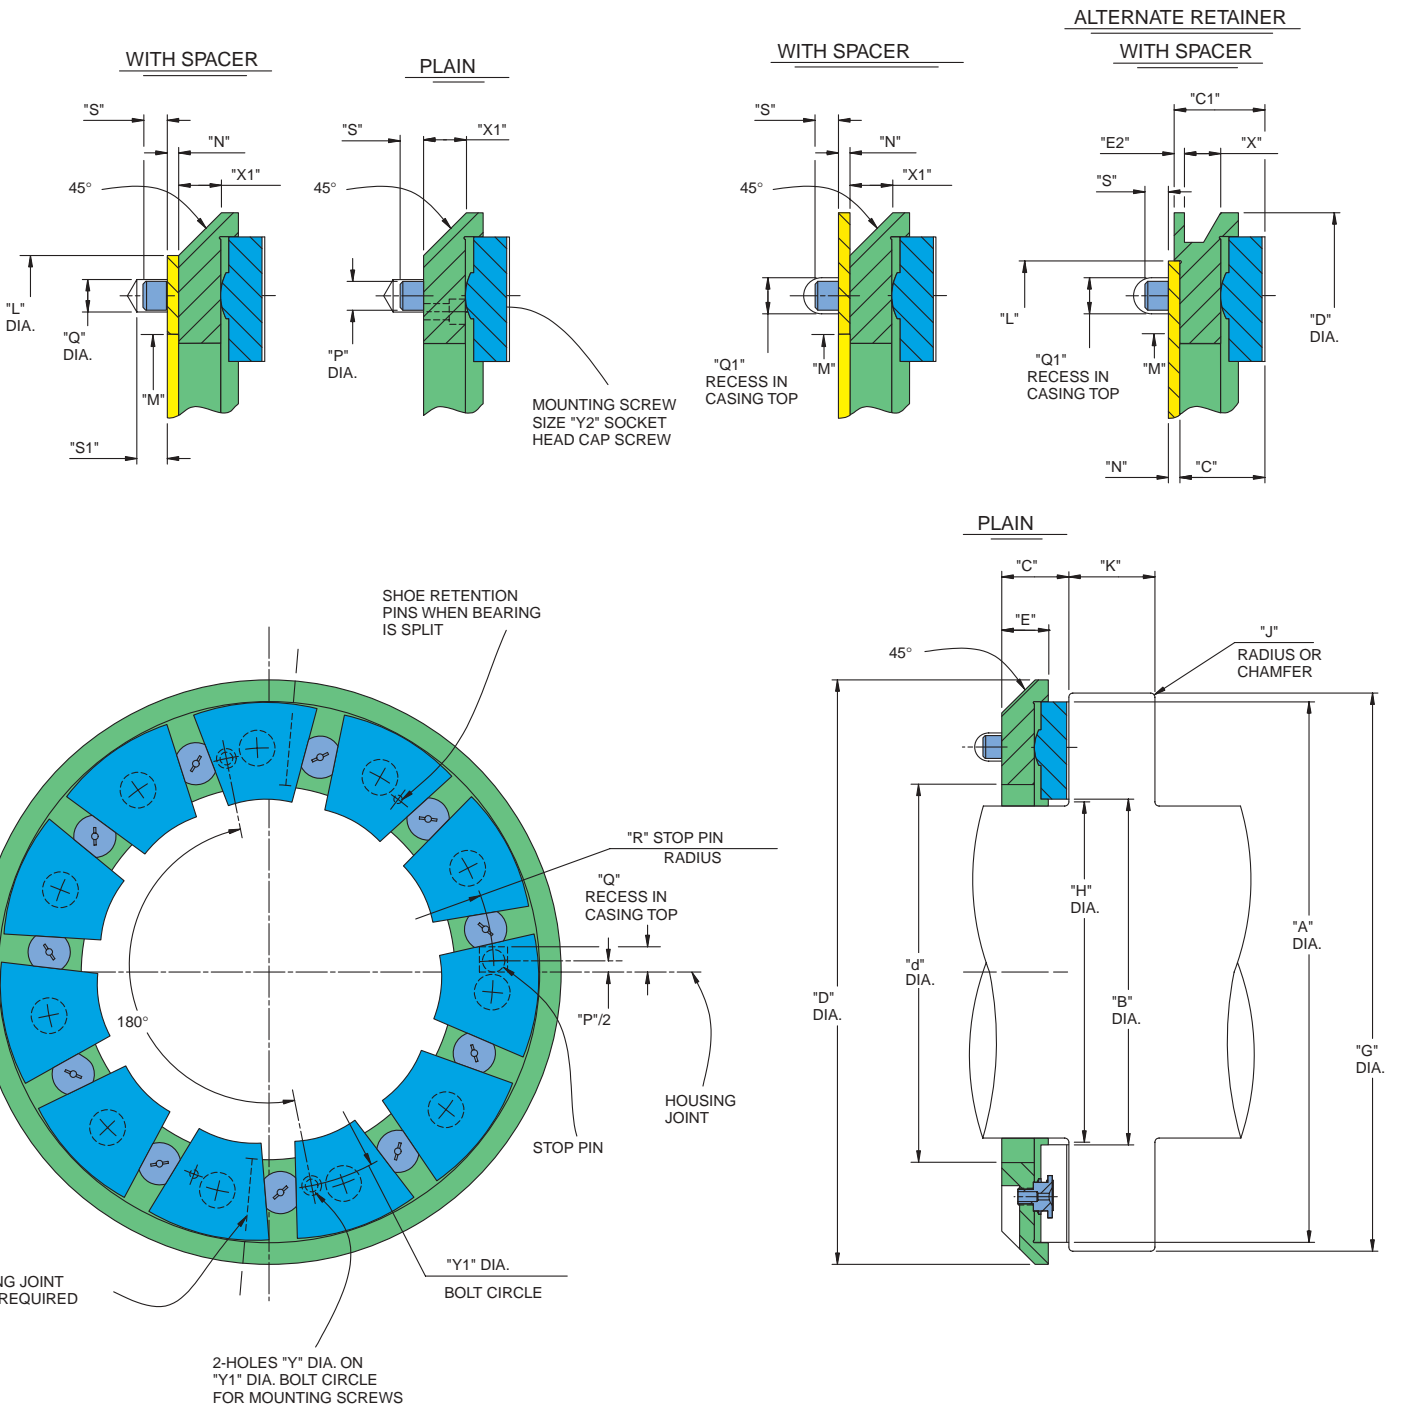 ALTERNATE RETAINER
WITH SPACER
PLAIN
WITH SPACER
WITH SPACER
"S"
"N"
"X1"
45°
"L"
DIA.
"Q"
DIA.
"M"
"S1"
"S"
"X1"
45°
"P"
DIA.
MOUNTING SCREW
SIZE "Y2" SOCKET
HEAD CAP SCREW
"S"
"N"
"X1"
45°
"Q1"
RECESS IN
CASING TOP
"M"
"C1"
"E2"
"X"
"S"
"L"
"D"
DIA.
"Q1"
RECESS IN
CASING TOP
"M"
"N"
"C"
PLAIN
"C"
"K"
"E"
45°
"J"
RADIUS OR
CHAMFER
"H"
DIA.
"A"
DIA.
"d"
DIA.
"D"
DIA.
"B"
DIA.
"G"
DIA.
SHOE RETENTION
PINS WHEN BEARING
IS SPLIT
"R" STOP PIN
RADIUS
"Q"
RECESS IN
CASING TOP
"P"/2
180°
HOUSING
JOINT
STOP PIN
"Y1" DIA.
BOLT CIRCLE
NG JOINT
REQUIRED
2-HOLES "Y" DIA. ON
"Y1" DIA. BOLT CIRCLE
FOR MOUNTING SCREWS